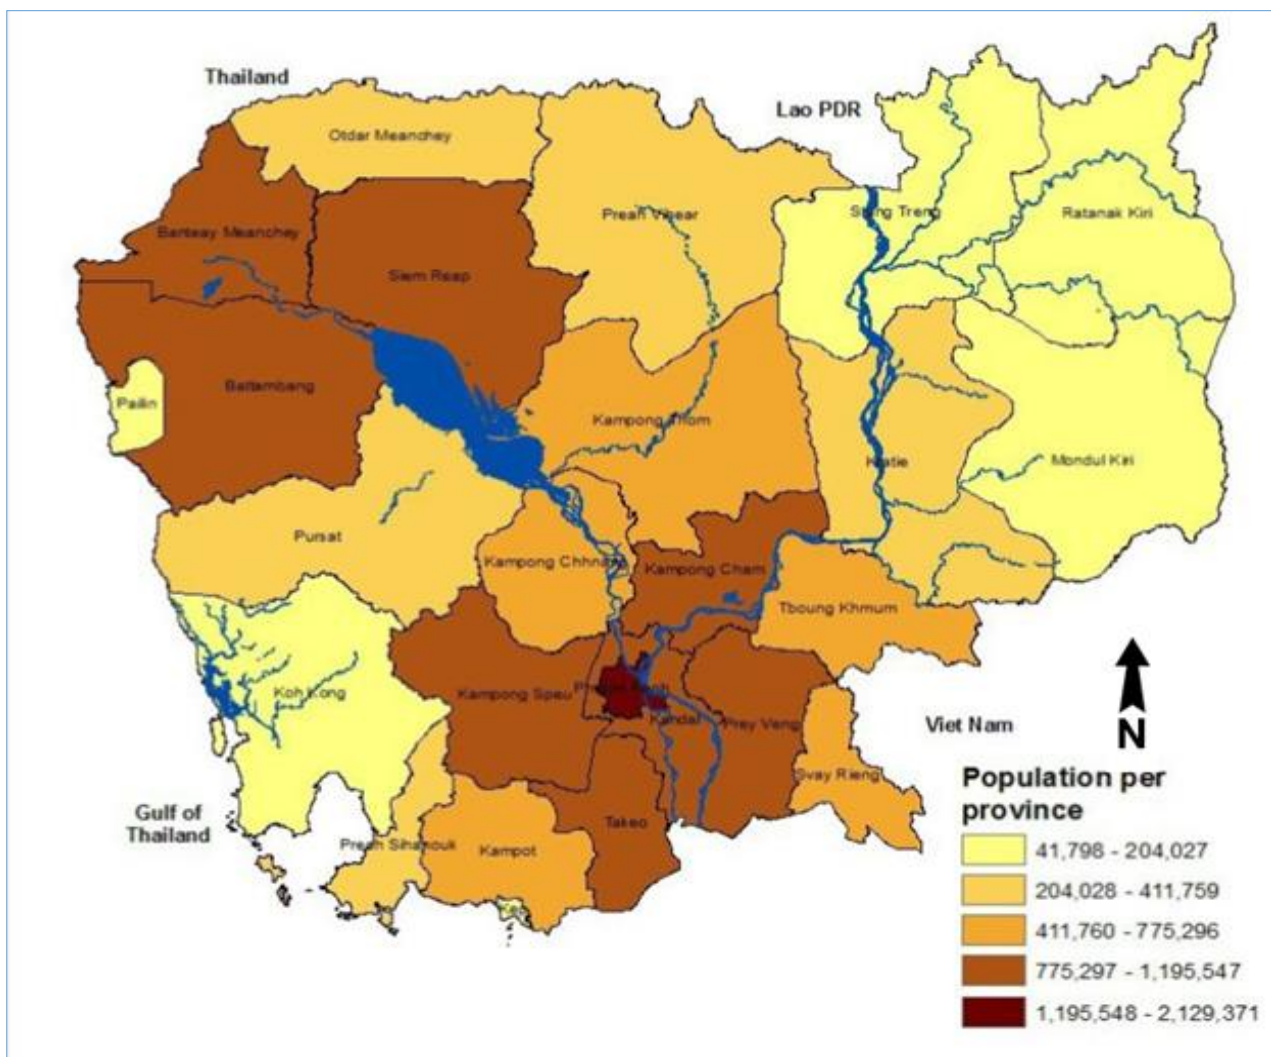 Thailand
Lao PDR
Otdar Meanchey
Preah Vihear
Stung Treng
Ratanak Kiri
Banteay Meanchey
Siem Reap
Battambang
Pailin
Kampong Thom
Kratie
Mondul Kiri
Pursat
Kampong Chhnang
Kampong Cham
Tboung Khmum
Koh Kong
Kampong Speu
Phnom Penh
Kandal
Prey Veng
Viet Nam
N
Svay Rieng
Gulf of
Thailand
Takeo
Preah Sihanouk
Kampot
Population per
province
41,798 - 204,027
204,028 - 411,759
411,760 - 775,296
775,297 - 1,195,547
1,195,548 - 2,129,371